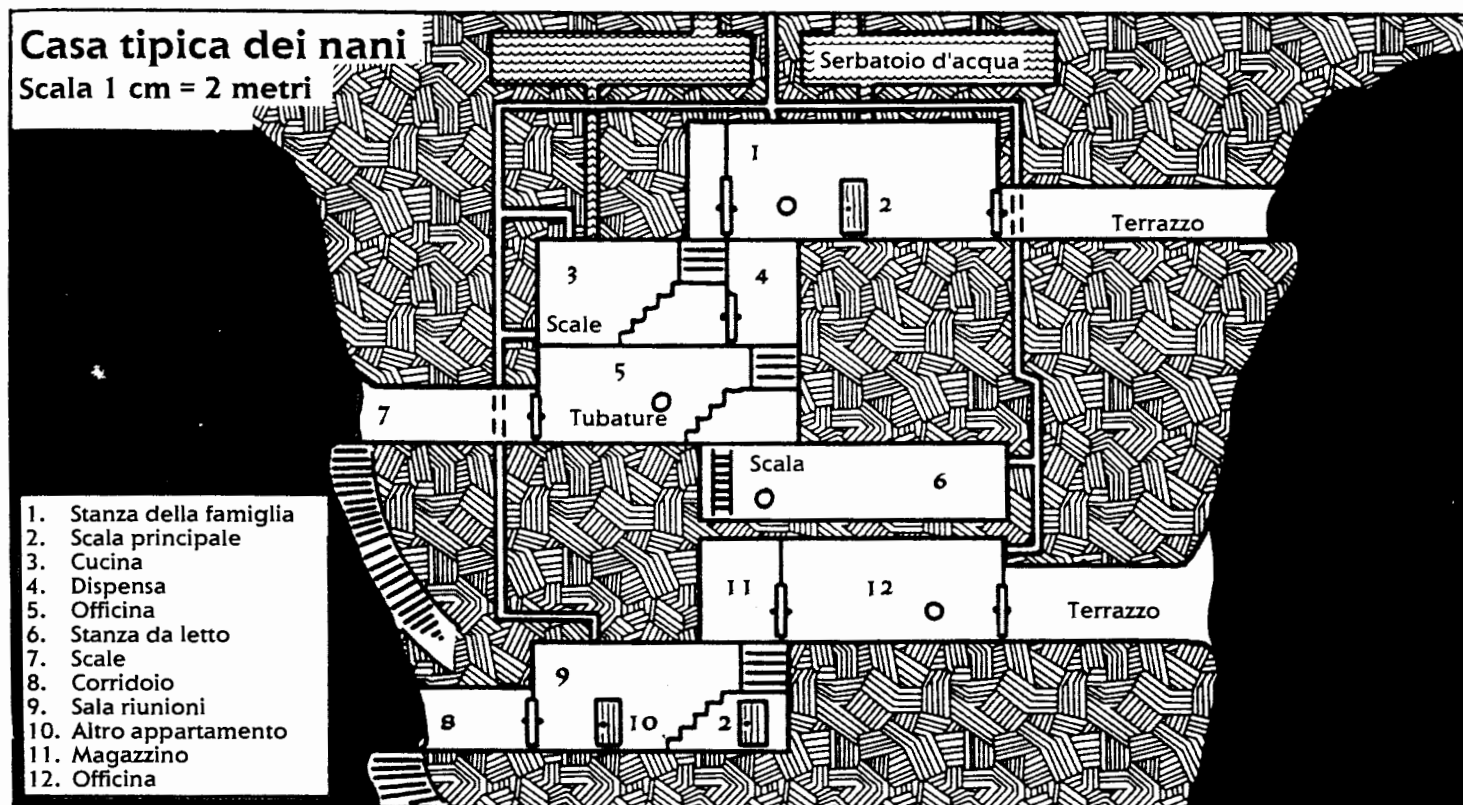 Casa tipica dei nani
Scala 1 cm = 2 metri
Serbatoio d'acqua
1
2
Terrazzo
3
4
Scale
5
7
Tubature
Scala
6
11
12
Terrazzo
9
8
10
2
1. Stanza della famiglia
2. Scala principale
3. Cucina
4. Dispensa
5. Officina
6. Stanza da letto
7. Scale
8. Corridoio
9. Sala riunioni
10. Altro appartamento
11. Magazzino
12. Officina